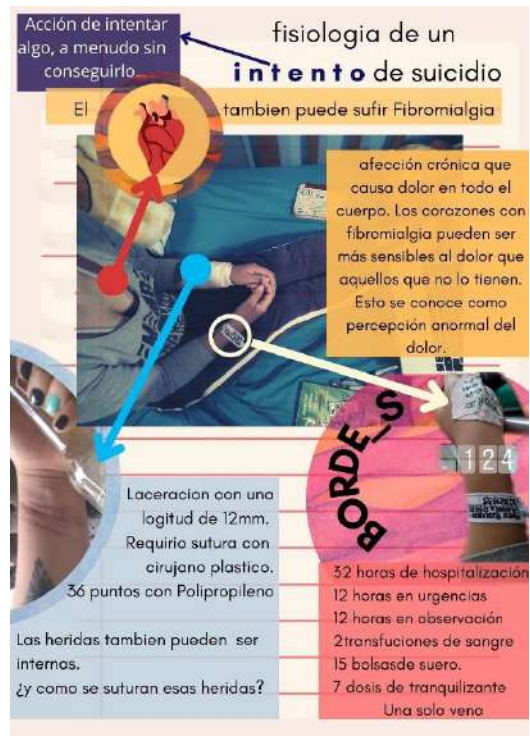 Acción de intentar
algo, a menudo sin
conseguirlo
fisiologia de un
intento de suicidio
El tambien puede sufir Fibromialgia
afección crónica que
causa dolor en todo el
cuerpo. Los corazones con
fibromialgia pueden ser
más sensibles al dolor que
aquellos que no lo tienen.
Esto se conoce como
percepción anormal del
dolor.
BORDE_S
124
Laceracion con una
logitud de 12mm.
Requirio sutura con
cirujano plastico.
36 puntos con Polipropileno
Las heridas tambien pueden ser
internas.
¿y como se suturan esas heridas?
32 horas de hospitalización
12 horas en urgencias
12 horas en observación
2transfuciones de sangre
15 bolsasde suero.
7 dosis de tranquilizante
Una sola vena